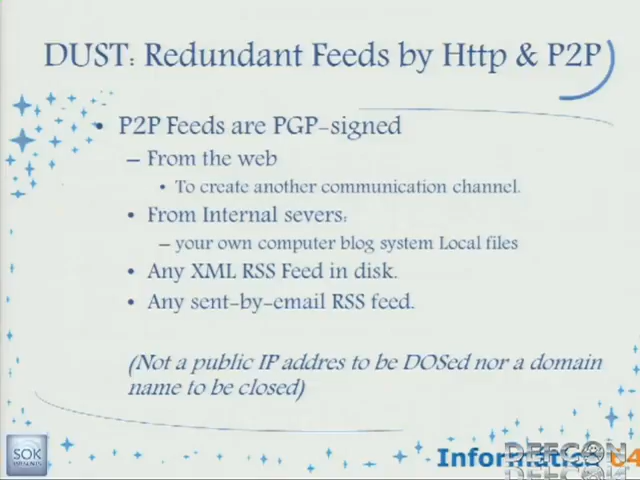 DUST: Redundant Feeds by Http & P2P
• P2P Feeds are PGP-signed
– From the web
• To create another communication channel.
• From Internal severs:
– your own computer blog system Local files
• Any XML RSS Feed in disk.
• Any sent-by-email RSS feed.
(Not a public IP addres to be DOSed nor a domain
name to be closed)
SOK
Informatica
DEFCON